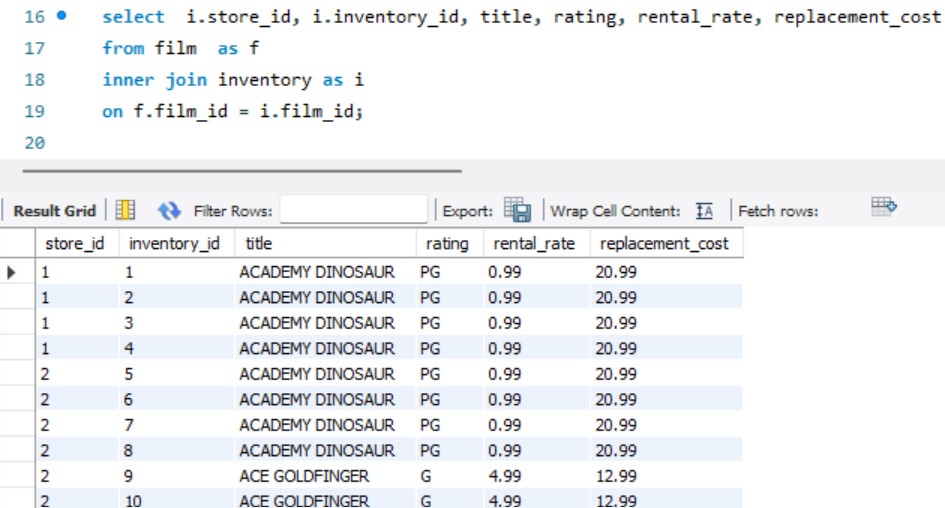 16 select i.store_id, i.inventory_id, title, rating, rental_rate, replacement_cost
17 from film as f
18 inner join inventory as i
19 on f.film_id = i.film_id;
20
Result Grid Filter Rows: Export: Wrap Cell Content: IA Fetch rows:
store_id inventory_id title rating rental_rate replacement_cost
1 1 ACADEMY DINOSAUR PG 0.99 20.99
1 2 ACADEMY DINOSAUR PG 0.99 20.99
1 3 ACADEMY DINOSAUR PG 0.99 20.99
1 4 ACADEMY DINOSAUR PG 0.99 20.99
2 5 ACADEMY DINOSAUR PG 0.99 20.99
2 6 ACADEMY DINOSAUR PG 0.99 20.99
2 7 ACADEMY DINOSAUR PG 0.99 20.99
2 8 ACADEMY DINOSAUR PG 0.99 20.99
2 9 ACE GOLDFINGER G 4.99 12.99
2 10 ACE GOLDFINGER G 4.99 12.99